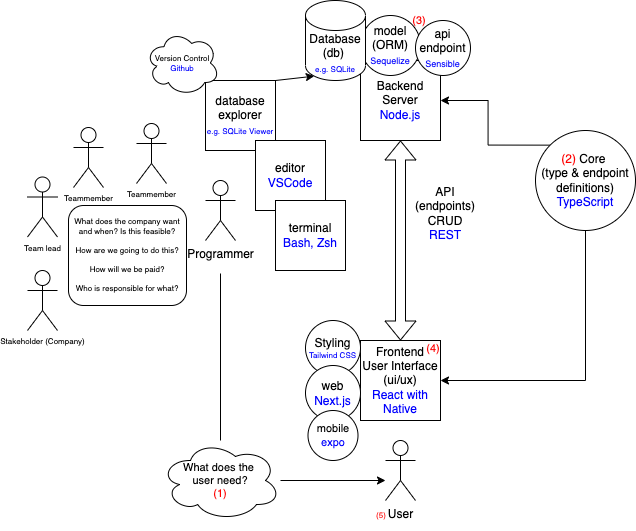 Database
(db)
e.g. SQLite
model (3)
(ORM)
Sequelize
api
endpoint
Sensible
Version Control
Github
database
explorer
e.g. SQLite Viewer
Backend
Server
Node.js
editor
VSCode
terminal
Bash, Zsh
(2) Core
(type & endpoint
definitions)
TypeScript
API
(endpoints)
CRUD
REST
Teammember
Teammember
Team lead
What does the company want
and when? Is this feasible?
How are we going to do this?
How will we be paid?
Who is responsible for what?
Programmer
Stakeholder (Company)
Styling
Tailwind CSS
web
Next.js
mobile
expo
Frontend (4)
User Interface
(ui/ux)
React with
Native
What does the
user need?
(1)
(5) User